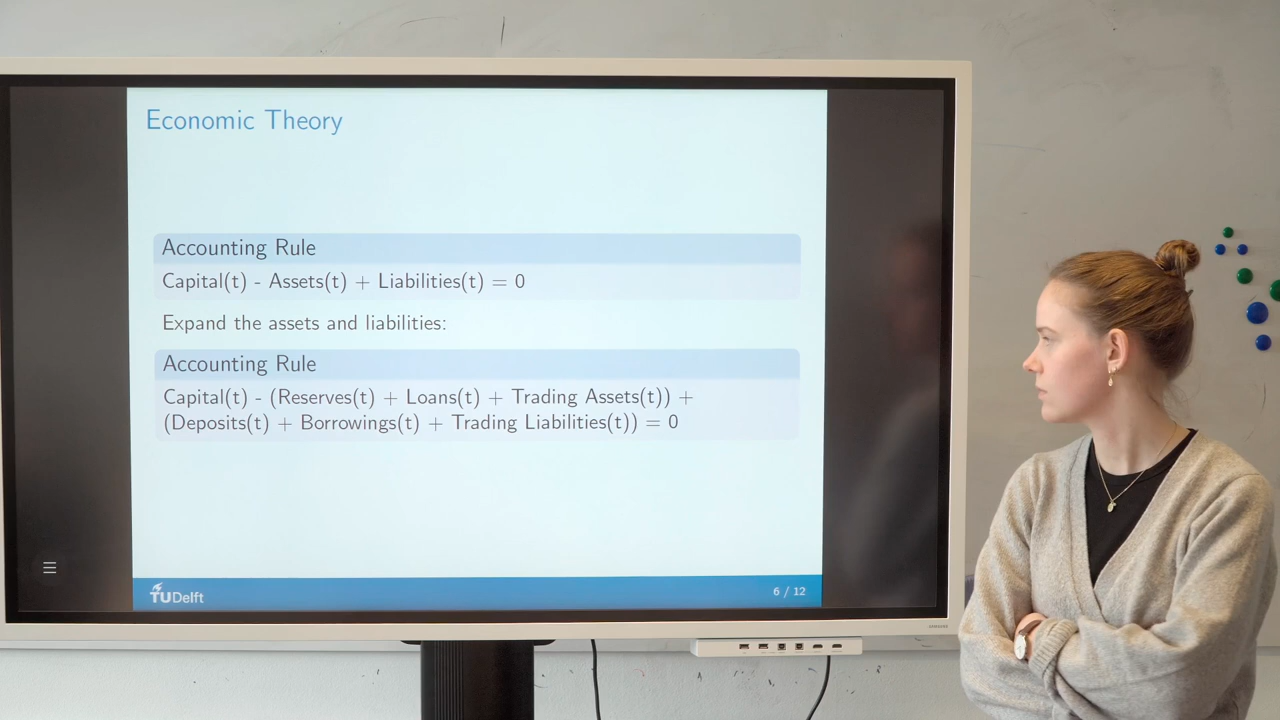 Economic Theory
Accounting Rule
Capital(t) - Assets(t) + Liabilities(t) = 0
Expand the assets and liabilities:
Accounting Rule
Capital(t) - (Reserves(t) + Loans(t) + Trading Assets(t)) +
(Deposits(t) + Borrowings(t) + Trading Liabilities(t)) = 0
TUDelft
6 / 12
SAMSUNG